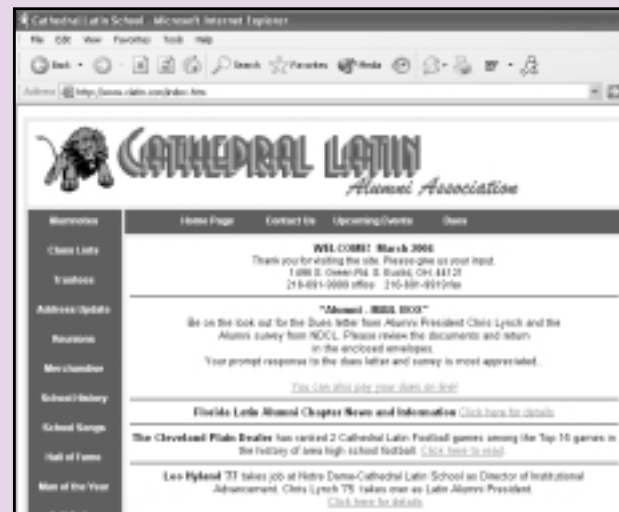 Cathedral Latin School - Microsoft Internet Explorer
File Edit View Favorites Tools Help
Back Search Favorites Media
Address
CATHEDRAL LATIN
Alumni Association
Home Page Contact Us Upcoming Events Dues
Alumnotes
Class Lists
Trustees
Address Update
Reunions
Merchandise
School History
School Songs
Hall of Fame
Man of the Year
WELCOME! March
Thank you for visiting the site. Please give us your input.
Green Rd. S. Euclid, OH 44121
office fax
"Alumni - MAIL BOX"
Be on the look out for the Dues letter from Alumni President Chris Lynch and the
Alumni survey from NDCL. Please review the documents and return
in the enclosed envelopes.
Your prompt response to the dues letter and survey is most appreciated.
You can also pay your dues on line!
Florida Latin Alumni Chapter News and Information Click here for details
The Cleveland Plain Dealer has ranked 2 Cathedral Latin Football games among the Top 15 games in
the history of area high school football. Click here to read.
Leo Hyland '77 takes job at Notre Dame-Cathedral Latin School as Director of Institutional
Advancement. Chris Lynch '75 takes over as Latin Alumni President.
Click here for details